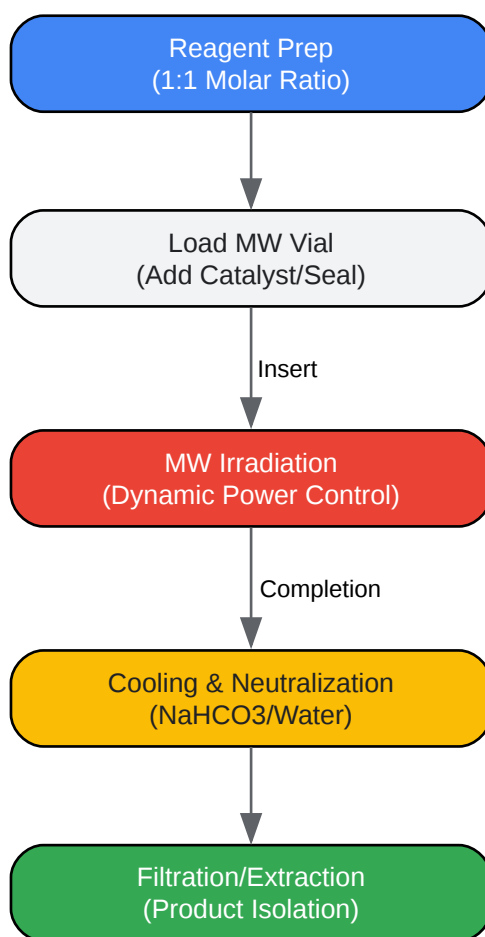 Reagent Prep
(1:1 Molar Ratio)
Load MW Vial
(Add Catalyst/Seal)
Insert
MW Irradiation
(Dynamic Power Control)
Completion
Cooling & Neutralization
(NaHCO3/Water)
Filtration/Extraction
(Product Isolation)